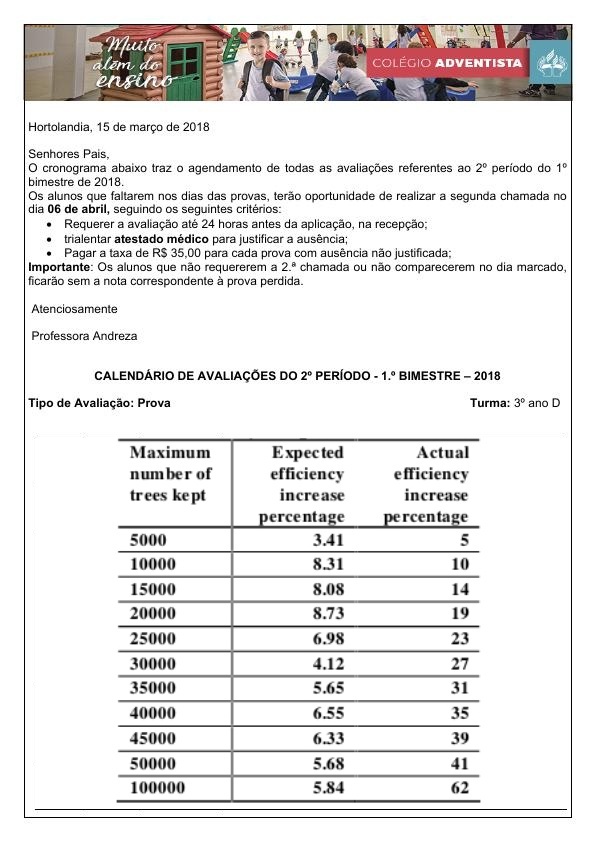 Muito
além do
ensino
COLÉGIO ADVENTISTA
Hortolandia, 15 de março de 2018
Senhores Pais,
O cronograma abaixo traz o agendamento de todas as avaliações referentes ao 2º período do 1º
bimestre de 2018.
Os alunos que faltarem nos dias das provas, terão oportunidade de realizar a segunda chamada no
dia 06 de abril, seguindo os seguintes critérios:
• Requerer a avaliação até 24 horas antes da aplicação, na recepção;
• trialentar atestado médico para justificar a ausência;
• Pagar a taxa de R$ 35,00 para cada prova com ausência não justificada;
Importante: Os alunos que não requererem a 2.ª chamada ou não comparecerem no dia marcado,
ficarão sem a nota correspondente à prova perdida.
Atenciosamente
Professora Andreza
CALENDÁRIO DE AVALIAÇÕES DO 2º PERÍODO - 1.º BIMESTRE – 2018
Tipo de Avaliação: Prova Turma: 3º ano D
Maximum Expected Actual
number of efficiency efficiency
trees kept increase increase
percentage percentage
5000 3.41 5
10000 8.31 10
15000 8.08 14
20000 8.73 19
25000 6.98 23
30000 4.12 27
35000 5.65 31
40000 6.55 35
45000 6.33 39
50000 5.68 41
100000 5.84 62